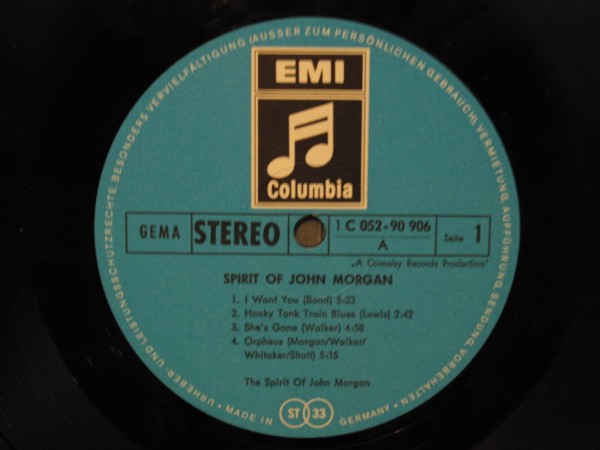 URHEBER- UND LEISTUNGSSCHUTZRECHTE, BESONDERS VERVIELFÄLTIGUNG (AUSSER ZUM PERSÖNLICHEN GEBRAUCH), VERMIETUNG, AUFFÜHRUNG, SENDUNG, VORBEHALTEN
EMI
Columbia
GEMA
STEREO
1 C 052-90 906
A
Seite 1
„A Carnaby Records Production"
SPIRIT OF JOHN MORGAN
1. I Want You (Bond) 5:23
2. Honky Tonk Train Blues (Lewis) 2:42
3. She's Gone (Walker) 4:58
4. Orpheus (Morgan/Walker/
Whitaker/Shutt) 5:15
The Spirit Of John Morgan
• MADE IN GERMANY •
ST 33